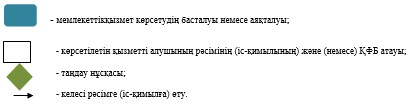 - мемлекеттікқызмет көрсетудің басталуы немесе аяқталуы;
- көрсетілетін қызметті алушының рәсімінің (іс-қимылының) және (немесе) ҚФБ атауы;
- таңдау нұсқасы;
- келесі рәсімге (іс-қимылға) өту.